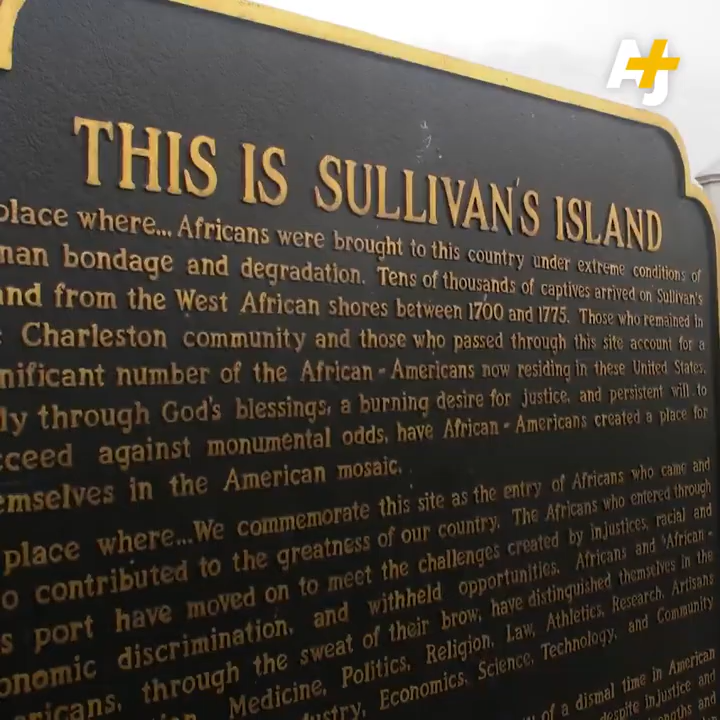 AJ+
THIS IS SULLIVAN'S ISLAND
place where... Africans were brought to this country under extreme conditions of
man bondage and degradation. Tens of thousands of captives arrived on Sullivan's
and from the West African shores between 1700 and 1775. Those who remained in
Charleston community and those who passed through this site account for a
nificant number of the African-Americans now residing in these United States.
ly through God's blessings, a burning desire for justice, and persistent will to
cceed against monumental odds, have African-Americans created a place for
emselves in the American mosaic.
place where...We commemorate this site as the entry of Africans who came and
o contributed to the greatness of our country. The Africans who entered through
s port have moved on to meet the challenges created by injustices, racial and
onomic discrimination, and withheld opportunities. Africans and African-
ericans, through the sweat of their brow, have distinguished themselves in the
Medicine, Politics, Religion, Law, Athletics, Research, Artisans
ustry, Economics, Science, Technology, and Community
of a dismal time in American
despite injustice and